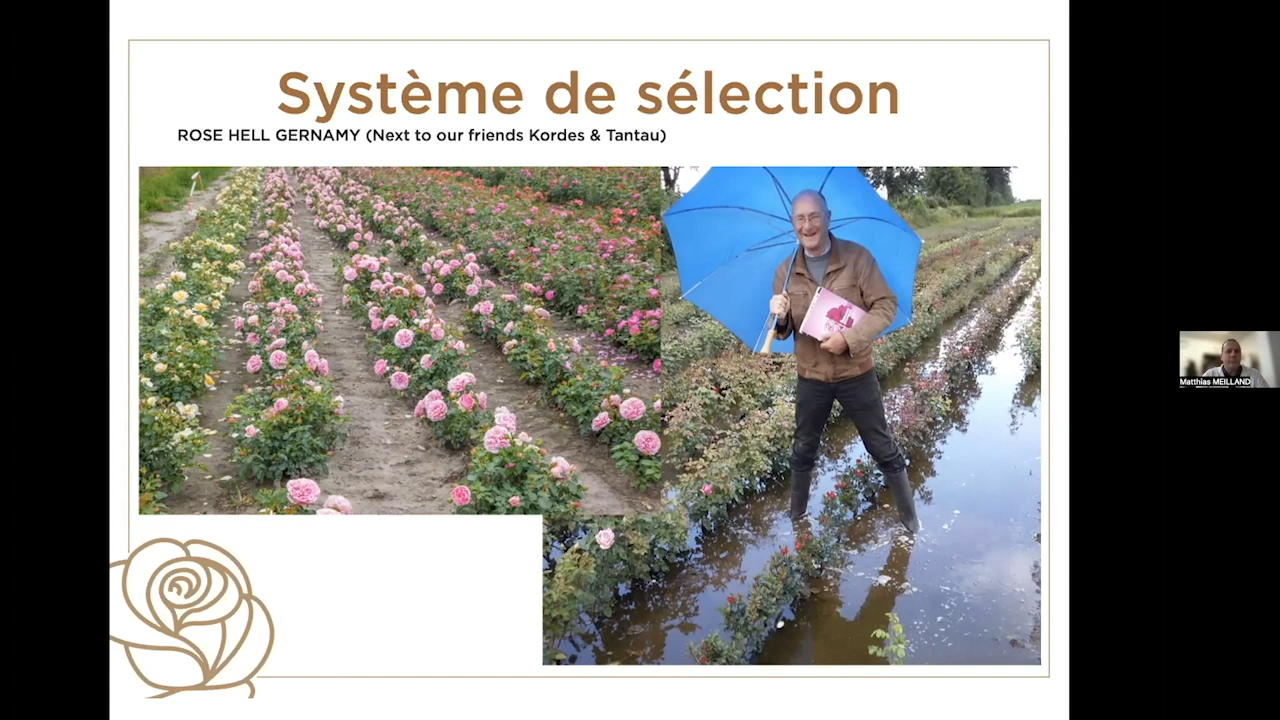 Système de sélection
ROSE HELL GERNAMY (Next to our friends Kordes & Tantau)
Matthias MEILLAND